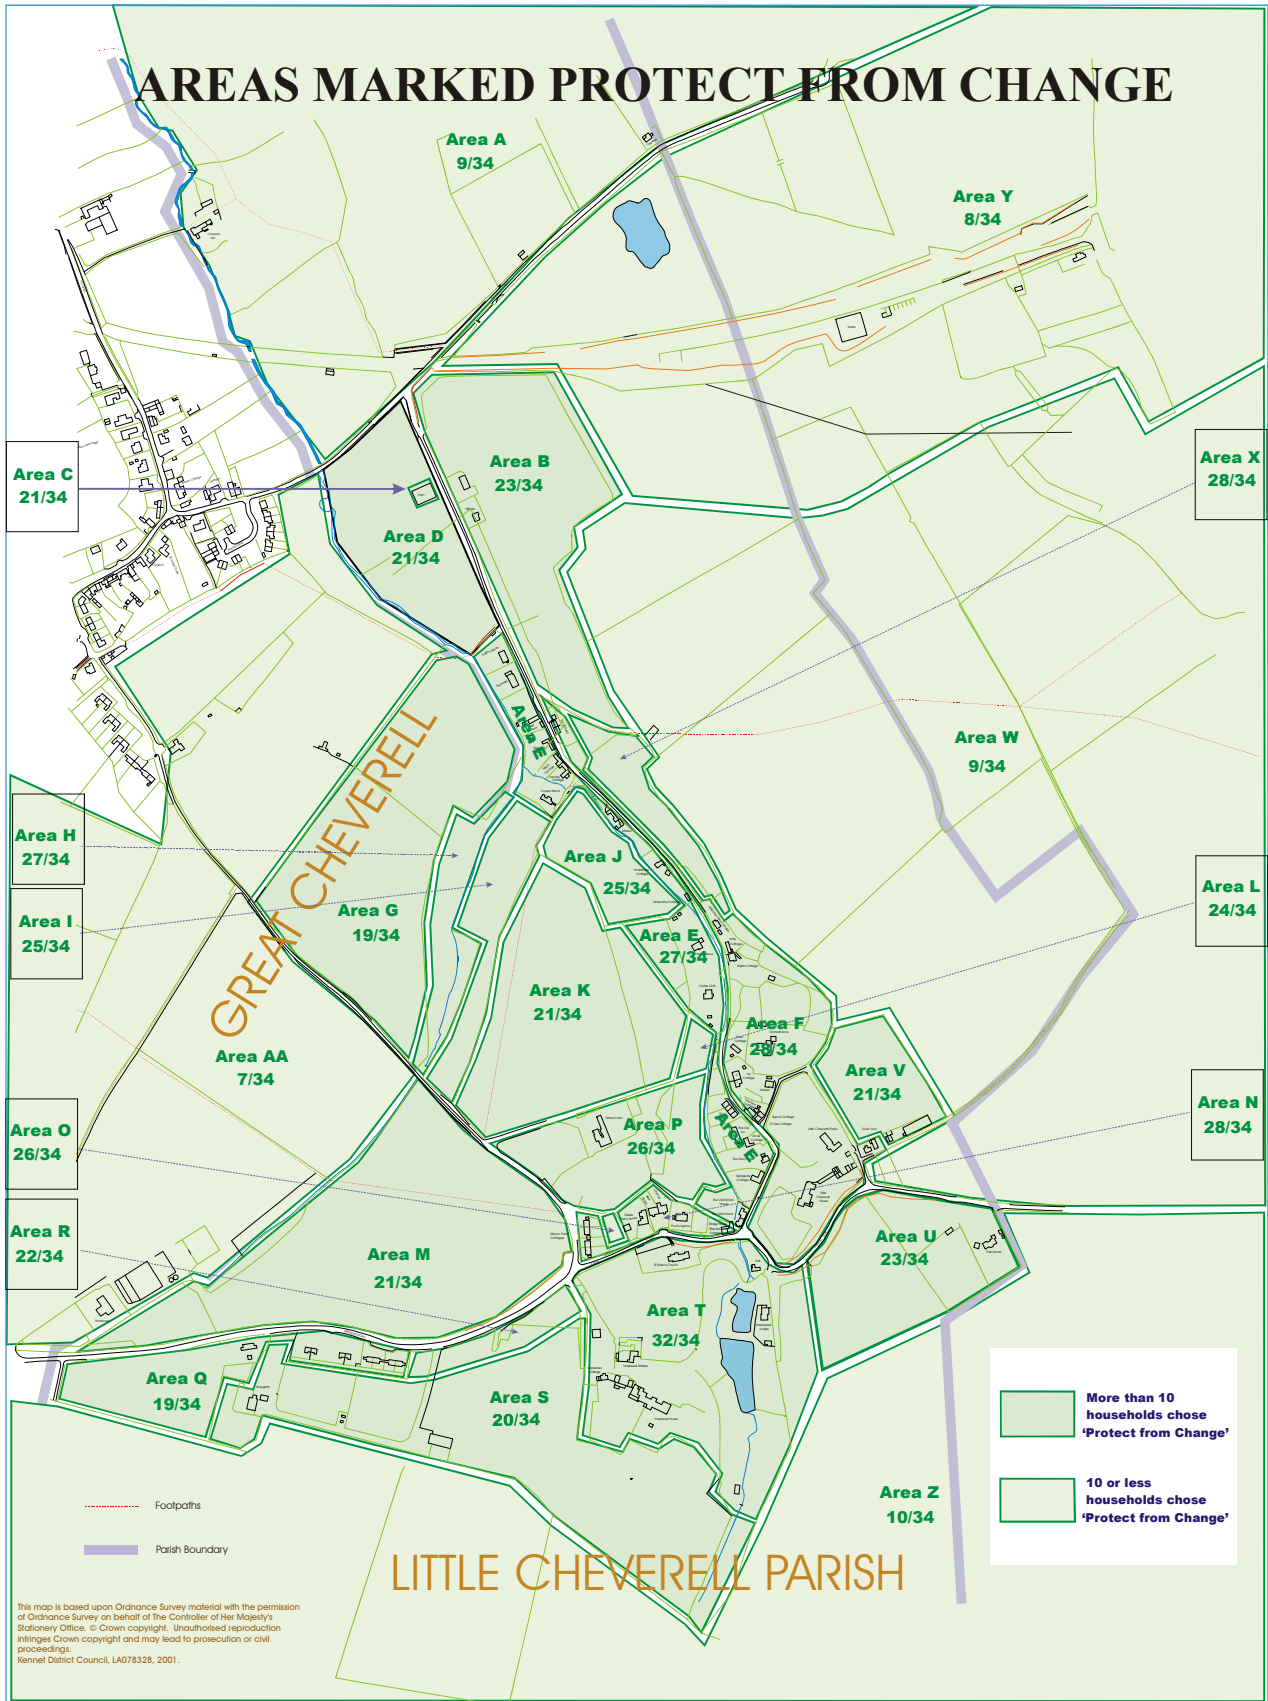 AREAS MARKED PROTECT FROM CHANGE
Area A
9/34
Area Y
8/34
Area C
21/34
Area B
23/34
Area X
28/34
Area D
21/34
Area E
Area W
9/34
Area H
27/34
Area J
25/34
GREAT CHEVERELL
Area I
25/34
Area G
19/34
Area E
27/34
Area L
24/34
Area K
21/34
Area F
28/34
Area AA
7/34
Area V
21/34
Area O
26/34
Area P
26/34
Area E
Area N
28/34
Area R
22/34
Area M
21/34
Area U
23/34
Area T
32/34
Area Q
19/34
Area S
20/34
More than 10
households chose
‘Protect from Change’
10 or less
households chose
‘Protect from Change’
Area Z
10/34
Footpaths
Parish Boundary
LITTLE CHEVERELL PARISH
This map is based upon Ordnance Survey material with the permission
of Ordnance Survey on behalf of The Controller of Her Majesty's
Stationery Office. © Crown copyright. Unauthorised reproduction
infringes Crown copyright and may lead to prosecution or civil
proceedings.
Kennet District Council, LA078328, 2001.